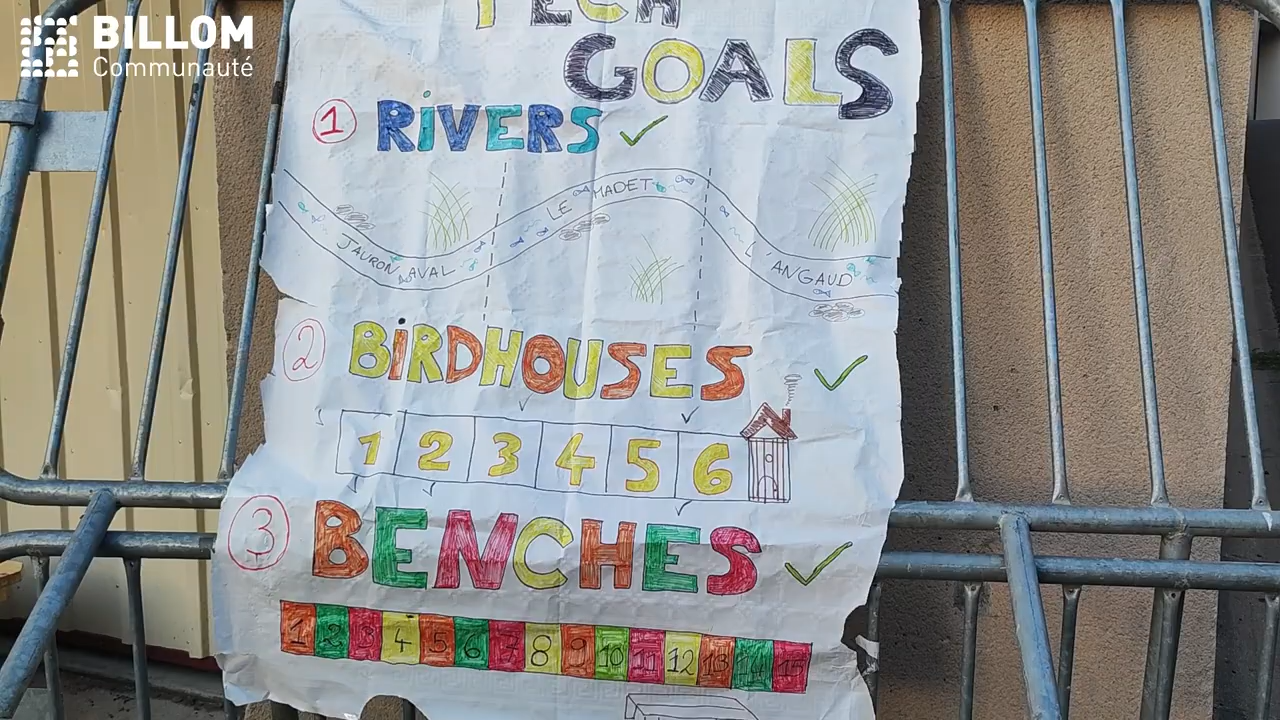 BILLOM
Communauté
TECH
GOALS
1 RiVERS
JAURON AVAL
LE MADET
L'ANGAUD
2 BiRDHOUSES
1 2 3 4 5 6
3 BENCHES
1 2 3 4 5 6 7 8 9 10 11 12 13 14 15